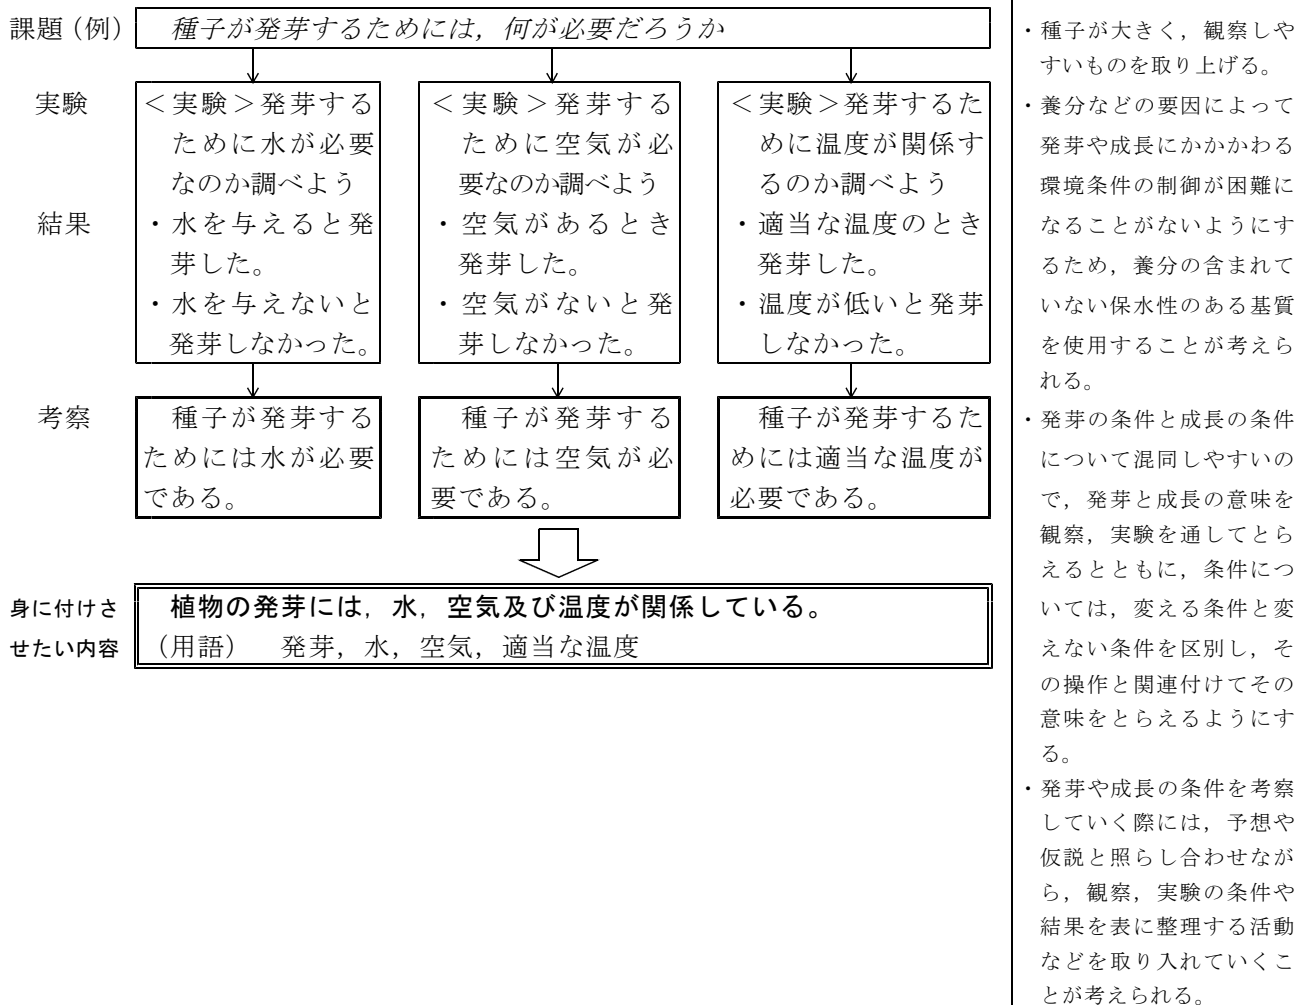 課題（例）
種子が発芽するためには，何が必要だろうか
実験
＜実験＞発芽する
ために水が必要
なのか調べよう
結果
・水を与えると発
芽した。
・水を与えないと
発芽しなかった。
＜実験＞発芽する
ために空気が必
要なのか調べよう
・空気があるとき
発芽した。
・空気がないと発
芽しなかった。
＜実験＞発芽するた
めに温度が関係す
るのか調べよう
・適当な温度のとき
発芽した。
・温度が低いと発芽
しなかった。
考察
種子が発芽する
ためには水が必要
である。
種子が発芽する
ためには空気が必
要である。
種子が発芽するた
めには適当な温度が
必要である。
身に付けさ
せたい内容
植物の発芽には，水，空気及び温度が関係している。
（用語）　発芽，水，空気，適当な温度
・種子が大きく，観察しや
すいものを取り上げる。
・養分などの要因によって
発芽や成長にかかかわる
環境条件の制御が困難に
なることがないようにす
るため，養分の含まれて
いない保水性のある基質
を使用することが考えら
れる。
・発芽の条件と成長の条件
について混同しやすいの
で，発芽と成長の意味を
観察，実験を通してとら
えるとともに，条件につ
いては，変える条件と変
えない条件を区別し，そ
の操作と関連付けてその
意味をとらえるようにす
る。
・発芽や成長の条件を考察
していく際には，予想や
仮説と照らし合わせなが
ら，観察，実験の条件や
結果を表に整理する活動
などを取り入れていくこ
とが考えられる。